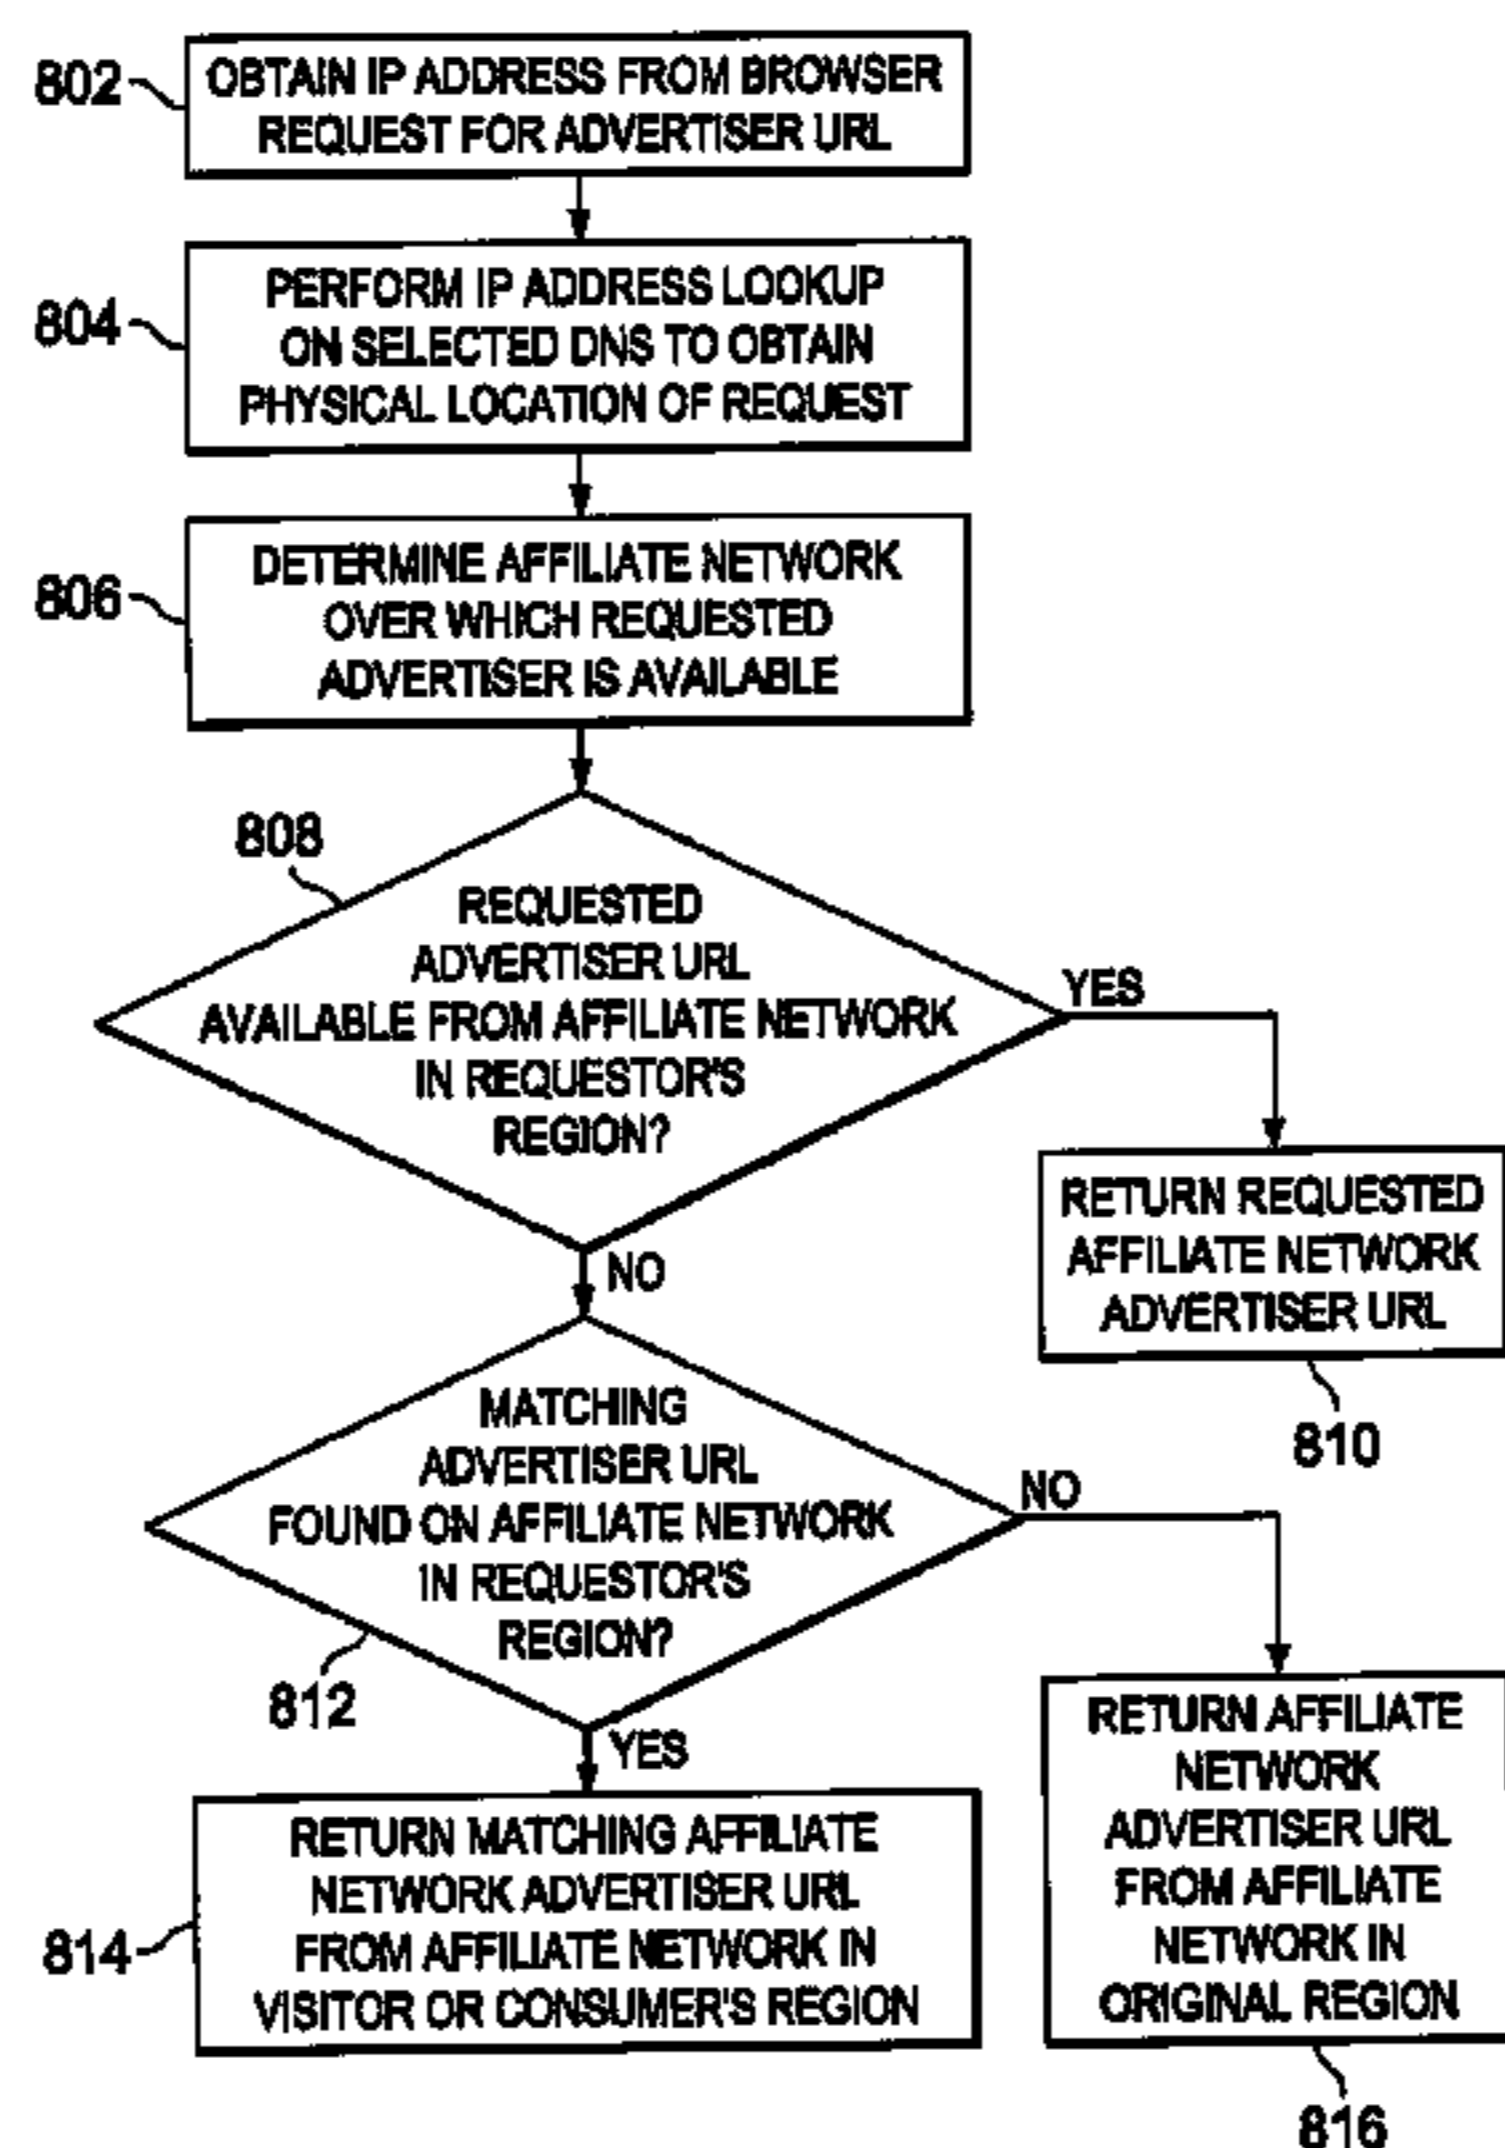 802
OBTAIN IP ADDRESS FROM BROWSER
REQUEST FOR ADVERTISER URL
804
PERFORM IP ADDRESS LOOKUP
ON SELECTED DNS TO OBTAIN
PHYSICAL LOCATION OF REQUEST
806
DETERMINE AFFILIATE NETWORK
OVER WHICH REQUESTED
ADVERTISER IS AVAILABLE
808
REQUESTED
ADVERTISER URL
AVAILABLE FROM AFFILIATE NETWORK
IN REQUESTOR'S
REGION?
YES
RETURN REQUESTED
AFFILIATE NETWORK
ADVERTISER URL
810
NO
MATCHING
ADVERTISER URL
FOUND ON AFFILIATE NETWORK
IN REQUESTOR'S
REGION?
812
NO
YES
RETURN MATCHING AFFILIATE
NETWORK ADVERTISER URL
FROM AFFILIATE NETWORK IN
VISITOR OR CONSUMER'S REGION
814
RETURN AFFILIATE
NETWORK
ADVERTISER URL
FROM AFFILIATE
NETWORK IN
ORIGINAL REGION
816